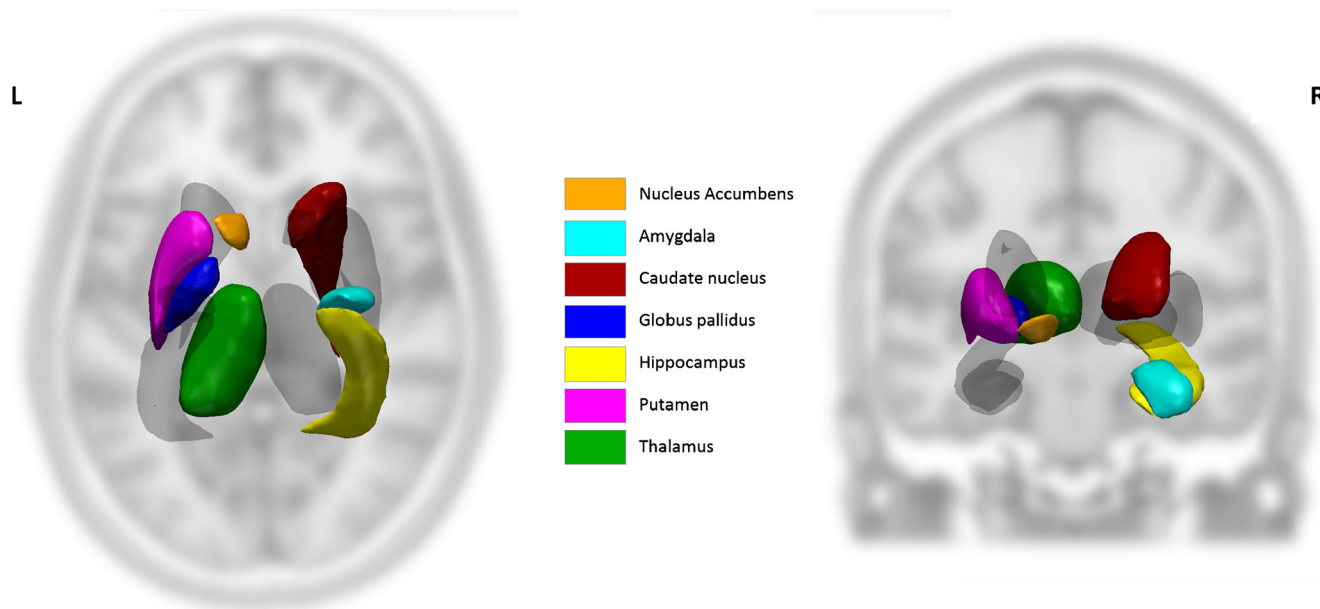 L
R
Nucleus Accumbens
Amygdala
Caudate nucleus
Globus pallidus
Hippocampus
Putamen
Thalamus